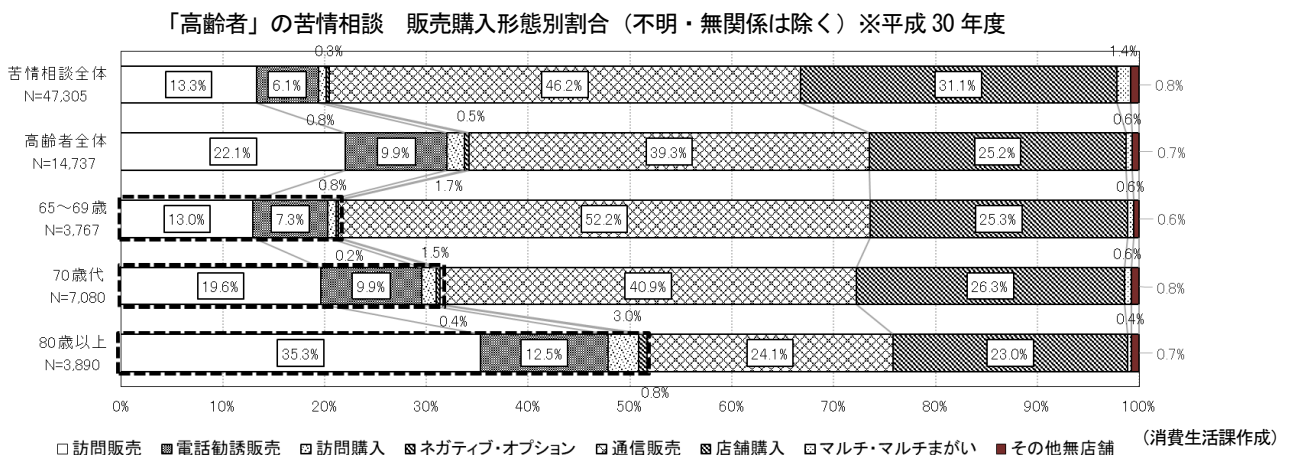 「高齢者」の苦情相談　販売購入形態別割合（不明・無関係は除く）※平成 30 年度
0.3% 1.4%
苦情相談全体
N=47,305
13.3% 6.1% 46.2% 31.1% 0.8%
0.8% 0.5% 0.6%
高齢者全体
N=14,737
22.1% 9.9% 39.3% 25.2% 0.7%
0.8% 1.7% 0.6%
65～69歳
N=3,767
13.0% 7.3% 52.2% 25.3% 0.6%
0.2% 1.5% 0.6%
70歳代
N=7,080
19.6% 9.9% 40.9% 26.3% 0.8%
0.4% 3.0% 0.4%
80歳以上
N=3,890
35.3% 12.5% 24.1% 23.0% 0.7%
0.8%
0% 10% 20% 30% 40% 50% 60% 70% 80% 90% 100%
訪問販売 電話勧誘販売 訪問購入 ネガティブ・オプション 通信販売 店舗購入 マルチ・マルチまがい その他無店舗
（消費生活課作成）